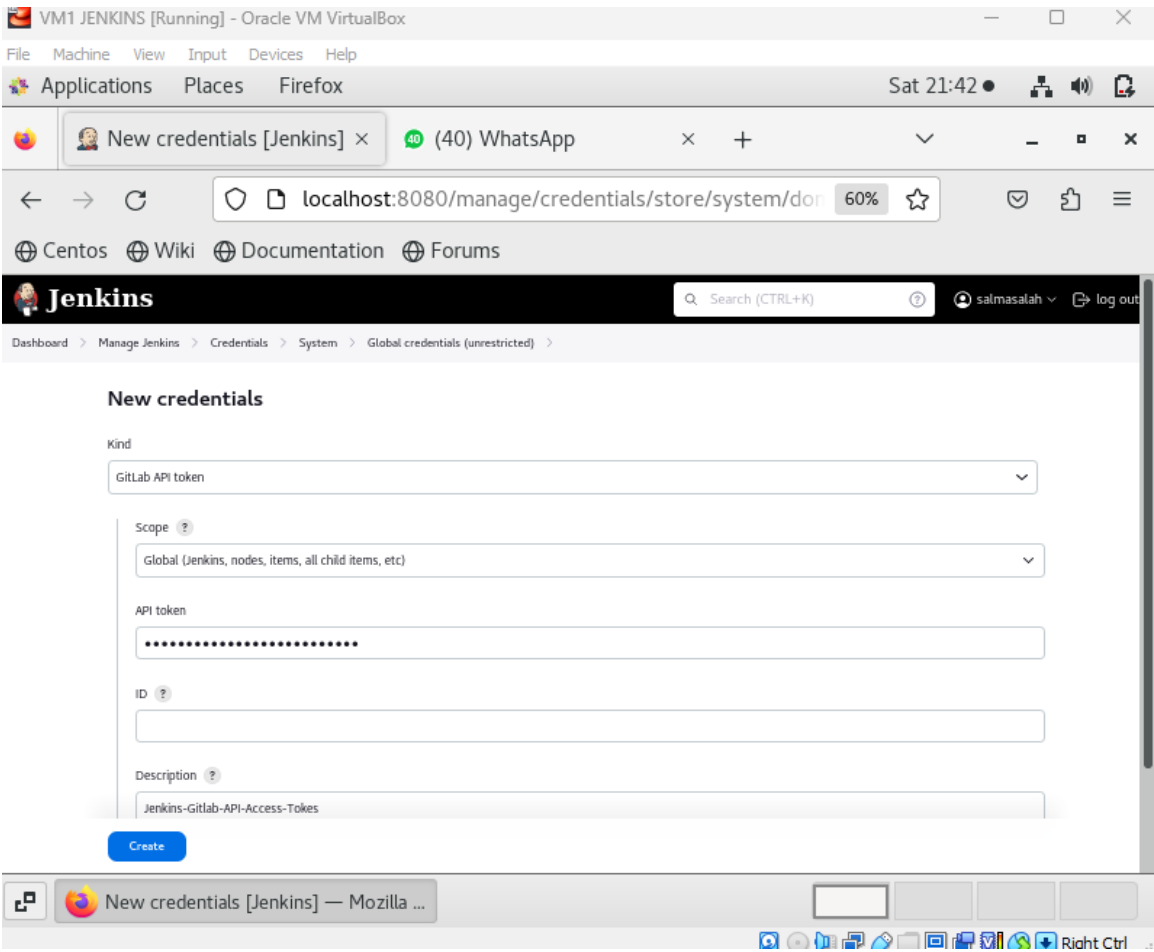 VM1 JENKINS [Running] - Oracle VM VirtualBox
File Machine View Input Devices Help
Applications Places Firefox Sat 21:42
New credentials [Jenkins] 40 (40) WhatsApp
localhost:8080/manage/credentials/store/system/don 60%
Centos Wiki Documentation Forums
Jenkins Search (CTRL+K) ? salmasalah log out
Dashboard > Manage Jenkins > Credentials > System > Global credentials (unrestricted) >
New credentials
Kind
GitLab API token
Scope ?
Global (Jenkins, nodes, items, all child items, etc)
API token
ID ?
Description ?
Jenkins-Gitlab-API-Access-Tokes
Create
New credentials [Jenkins] — Mozilla ...
Right Ctrl